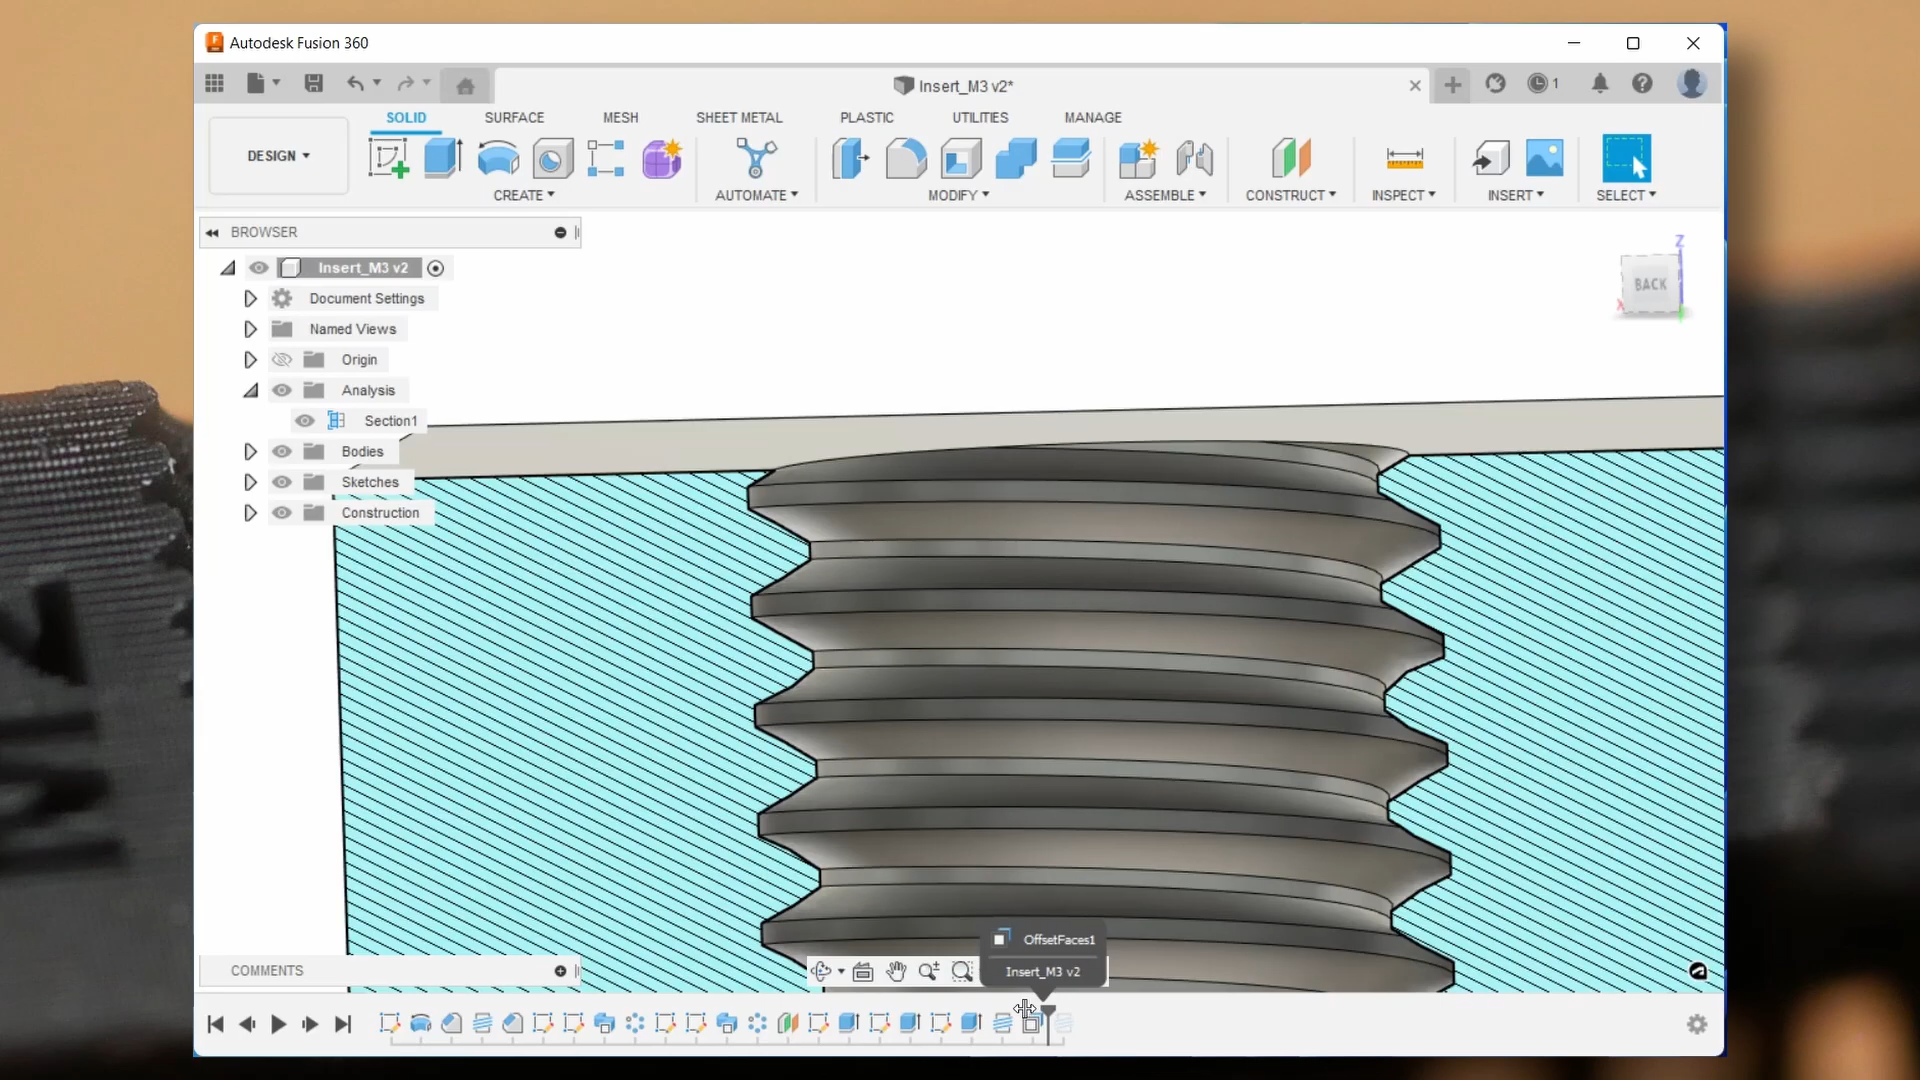 Autodesk Fusion 360
Insert_M3 v2*
1
SOLID SURFACE MESH SHEET METAL PLASTIC UTILITIES MANAGE
DESIGN
CREATE AUTOMATE MODIFY ASSEMBLE CONSTRUCT INSPECT INSERT SELECT
BROWSER
Insert_M3 v2
Document Settings
Named Views
Origin
Analysis
Section1
Bodies
Sketches
Construction
Z
BACK
X
OffsetFaces1
Insert_M3 v2
COMMENTS